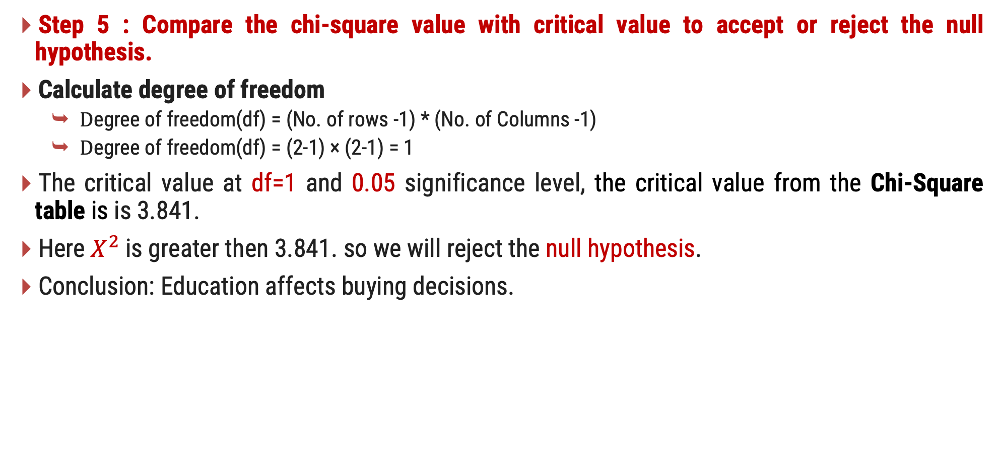 Step 5 : Compare the chi-square value with critical value to accept or reject the null
hypothesis.
Calculate degree of freedom
Degree of freedom(df) = (No. of rows -1) * (No. of Columns -1)
Degree of freedom(df) = (2-1) × (2-1) = 1
The critical value at df=1 and 0.05 significance level, the critical value from the Chi-Square
table is is 3.841.
Here X² is greater then 3.841. so we will reject the null hypothesis.
Conclusion: Education affects buying decisions.